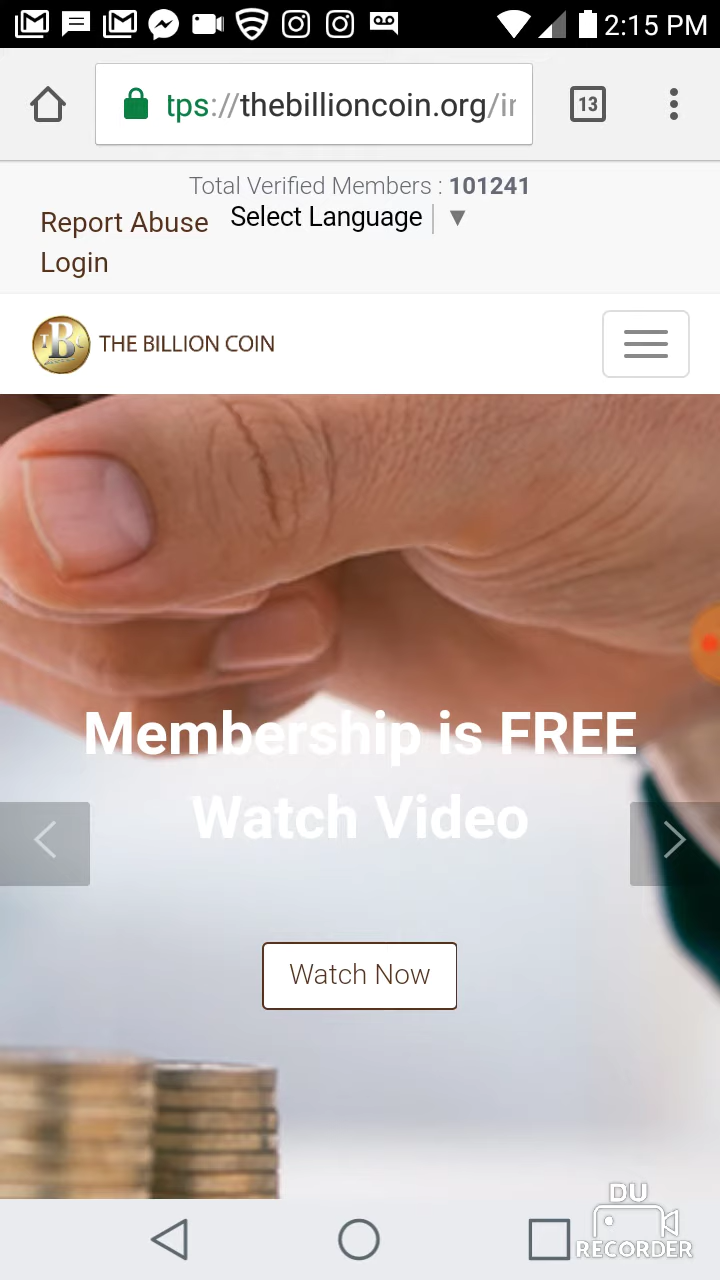 2:15 PM
tps://thebillioncoin.org/in
13
Total Verified Members : 101241
Report Abuse Select Language ▼
Login
THE BILLION COIN
Membership is FREE
Watch Video
Watch Now
DU
RECORDER